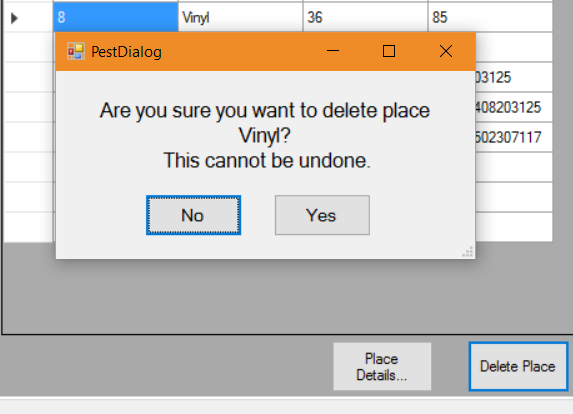 8 Vinyl 36 85
PestDialog
03125
408203125
502307117
Are you sure you want to delete place
Vinyl?
This cannot be undone.
No Yes
Place
Details...
Delete Place